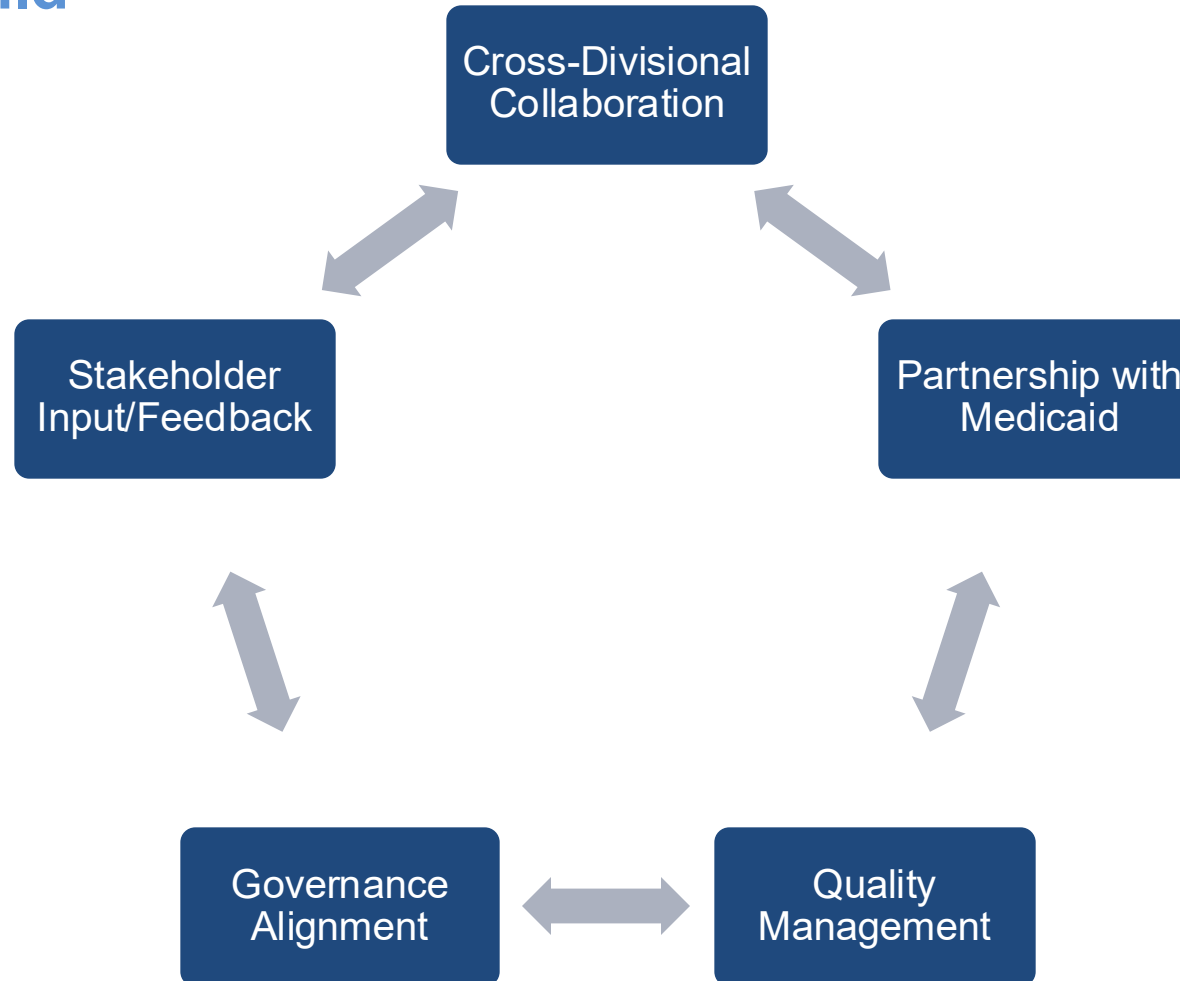 Cross-Divisional
Collaboration
Stakeholder
Input/Feedback
Partnership with
Medicaid
Governance
Alignment
Quality
Management